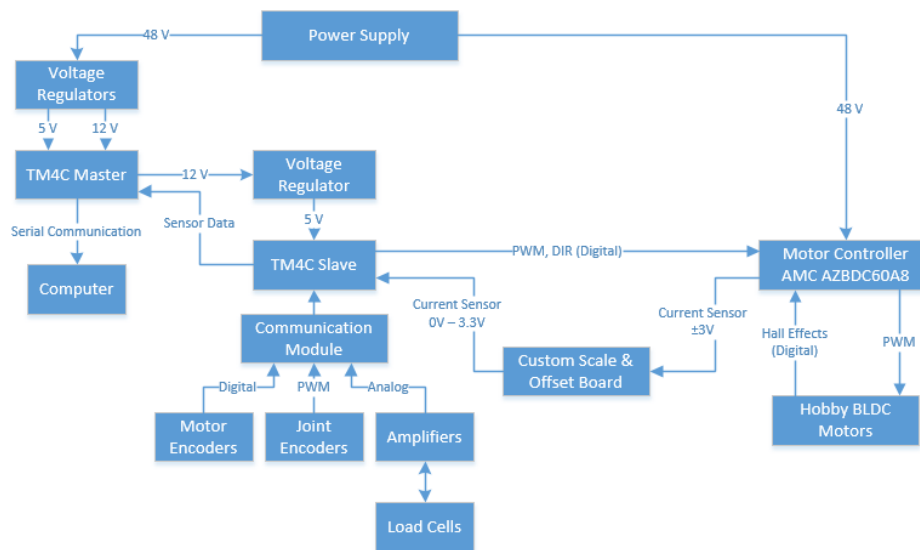 Power Supply
48 V
Voltage
Regulators
5 V
12 V
48 V
TM4C Master
12 V
Voltage
Regulator
Sensor Data
Serial Communication
5 V
Computer
TM4C Slave
PWM, DIR (Digital)
Motor Controller
AMC AZBDC60A8
Current Sensor
0V – 3.3V
Current Sensor
±3V
Hall Effects
(Digital)
PWM
Communication
Module
Custom Scale &
Offset Board
Digital
PWM
Analog
Motor
Encoders
Joint
Encoders
Amplifiers
Hobby BLDC
Motors
Load Cells